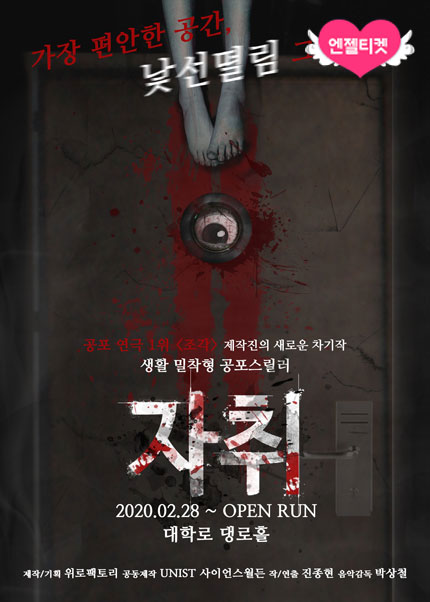 가장 편안한 공간,
낯선떨림 그
엔젤티켓
공포 연극 1위 <조각> 제작진의 새로운 차기작
생활 밀착형 공포스릴러
자취
2020.02.28 ~ OPEN RUN
대학로 댕로홀
제작/기획 위로팩토리 공동제작 UNIST 사이언스월든 작/연출 진종현 음악감독 박상철